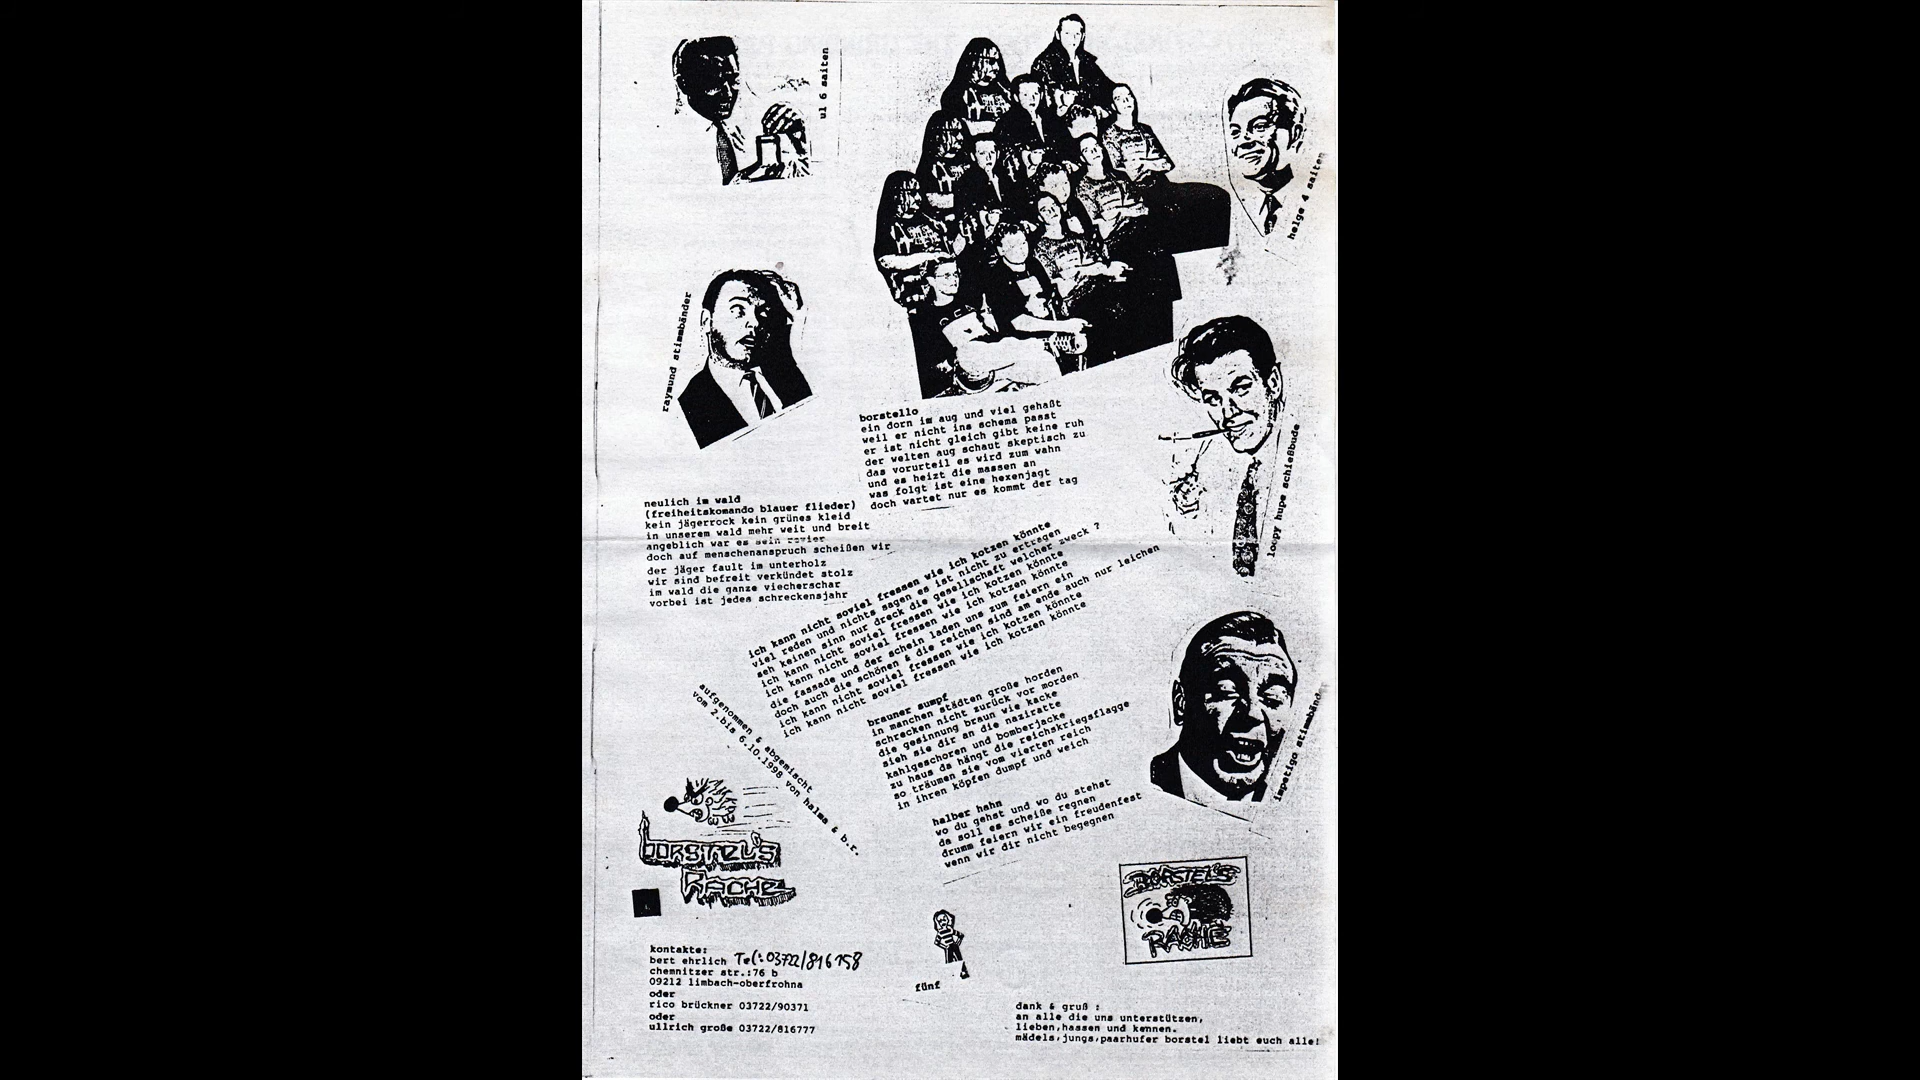 ul 6 saiten
helge 4 saiten
raymund stimmbänder
loopy hupe schießbude
impetigo
borstello
ein dorn im aug und viel gehaßt
weil er nicht ins schema passt
er ist nicht gleich gibt keine ruh
der welten aug schaut skeptisch zu
das vorurteil es wird zum wahn
und es heizt die massen an
was folgt ist eine hexenjagt
doch wartet nur es kommt der tag
neulich im wald
(freiheitskomando blauer flieder)
kein jägerrock kein grünes kleid
in unserem wald mehr weit und breit
angeblich war es sein revier
doch auf menschenanspruch scheißen wir
der jäger fault im unterholz
wir sind befreit verkündet stolz
im wald die ganze viecherschar
vorbei ist jedes schreckensjahr
ich kann nicht soviel fressen wie ich kotzen könnte
viel reden und nichts sagen es ist nicht zu ertragen
seh keinen sinn nur dreck die gesellschaft welcher zweck ?
ich kann nicht soviel fressen wie ich kotzen könnte
ich kann nicht soviel fressen wie ich kotzen könnte
die fassade und der schein laden uns zum feiern ein
doch auch die schönen & die reichen sind am ende auch nur leichen
ich kann nicht soviel fressen wie ich kotzen könnte
ich kann nicht soviel fressen wie ich kotzen könnte
brauner sumpf
in manchen städten große horden
schrecken nicht zurück vor morden
die gesinnung braun wie kacke
sieh sie dir an die naziratte
kahlgeschoren und bomberjacke
zu haus da hängt die reichskriegsflagge
so träumen sie vom vierten reich
in ihren köpfen dumpf und weich
halber hahn
wo du gehst und wo du stehst
da soll es scheiße regnen
drumm feiern wir ein freudenfest
wenn wir dir nicht begegnen
aufgenommen & abgemischt
vom 2.bis 6.10.1998 von halma & b.r.
borstel's
Rache
BORSTEL'S
RACHE
fünf
kontakte:
bert ehrlich Tel.: 03722/816758
chemnitzer str.:76 b
09212 limbach-oberfrohna
oder
rico brückner 03722/90371
oder
ullrich große 03722/816777
dank & gruß :
an alle die uns unterstützen,
lieben,hassen und kennen.
mädels,jungs,paarhufer borstel liebt euch alle!